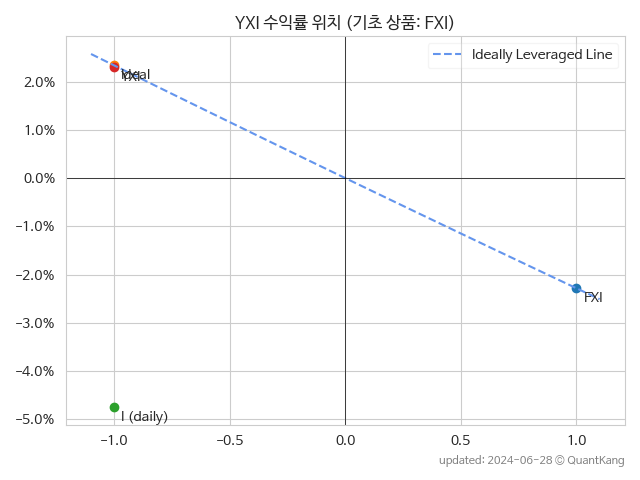 YXI 수익률 위치 (기초 상품: FXI)
Ideally Leveraged Line
2.0%
1.0%
0.0%
-1.0%
-2.0%
-3.0%
-4.0%
-5.0%
YXI
FXI
I (daily)
-1.0
-0.5
0.0
0.5
1.0
updated: 2024-06-28 © QuantKang